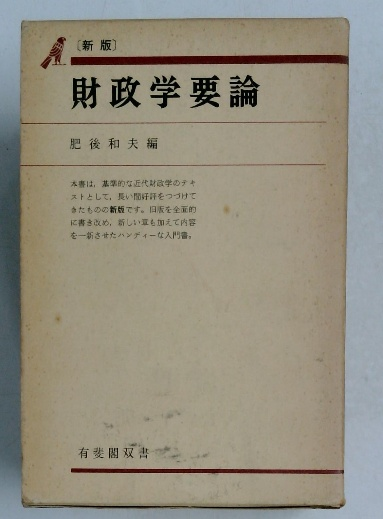 〔新版〕
財政学要論
肥後和夫編
本書は、基準的な近代財政学のテキ
ストとして、長い間好評をつづけて
きたものの新版です。旧版を全面的
に書き改め、新しい章も加えて内容
を一新させたハンディーな入門書。
有斐閣双書